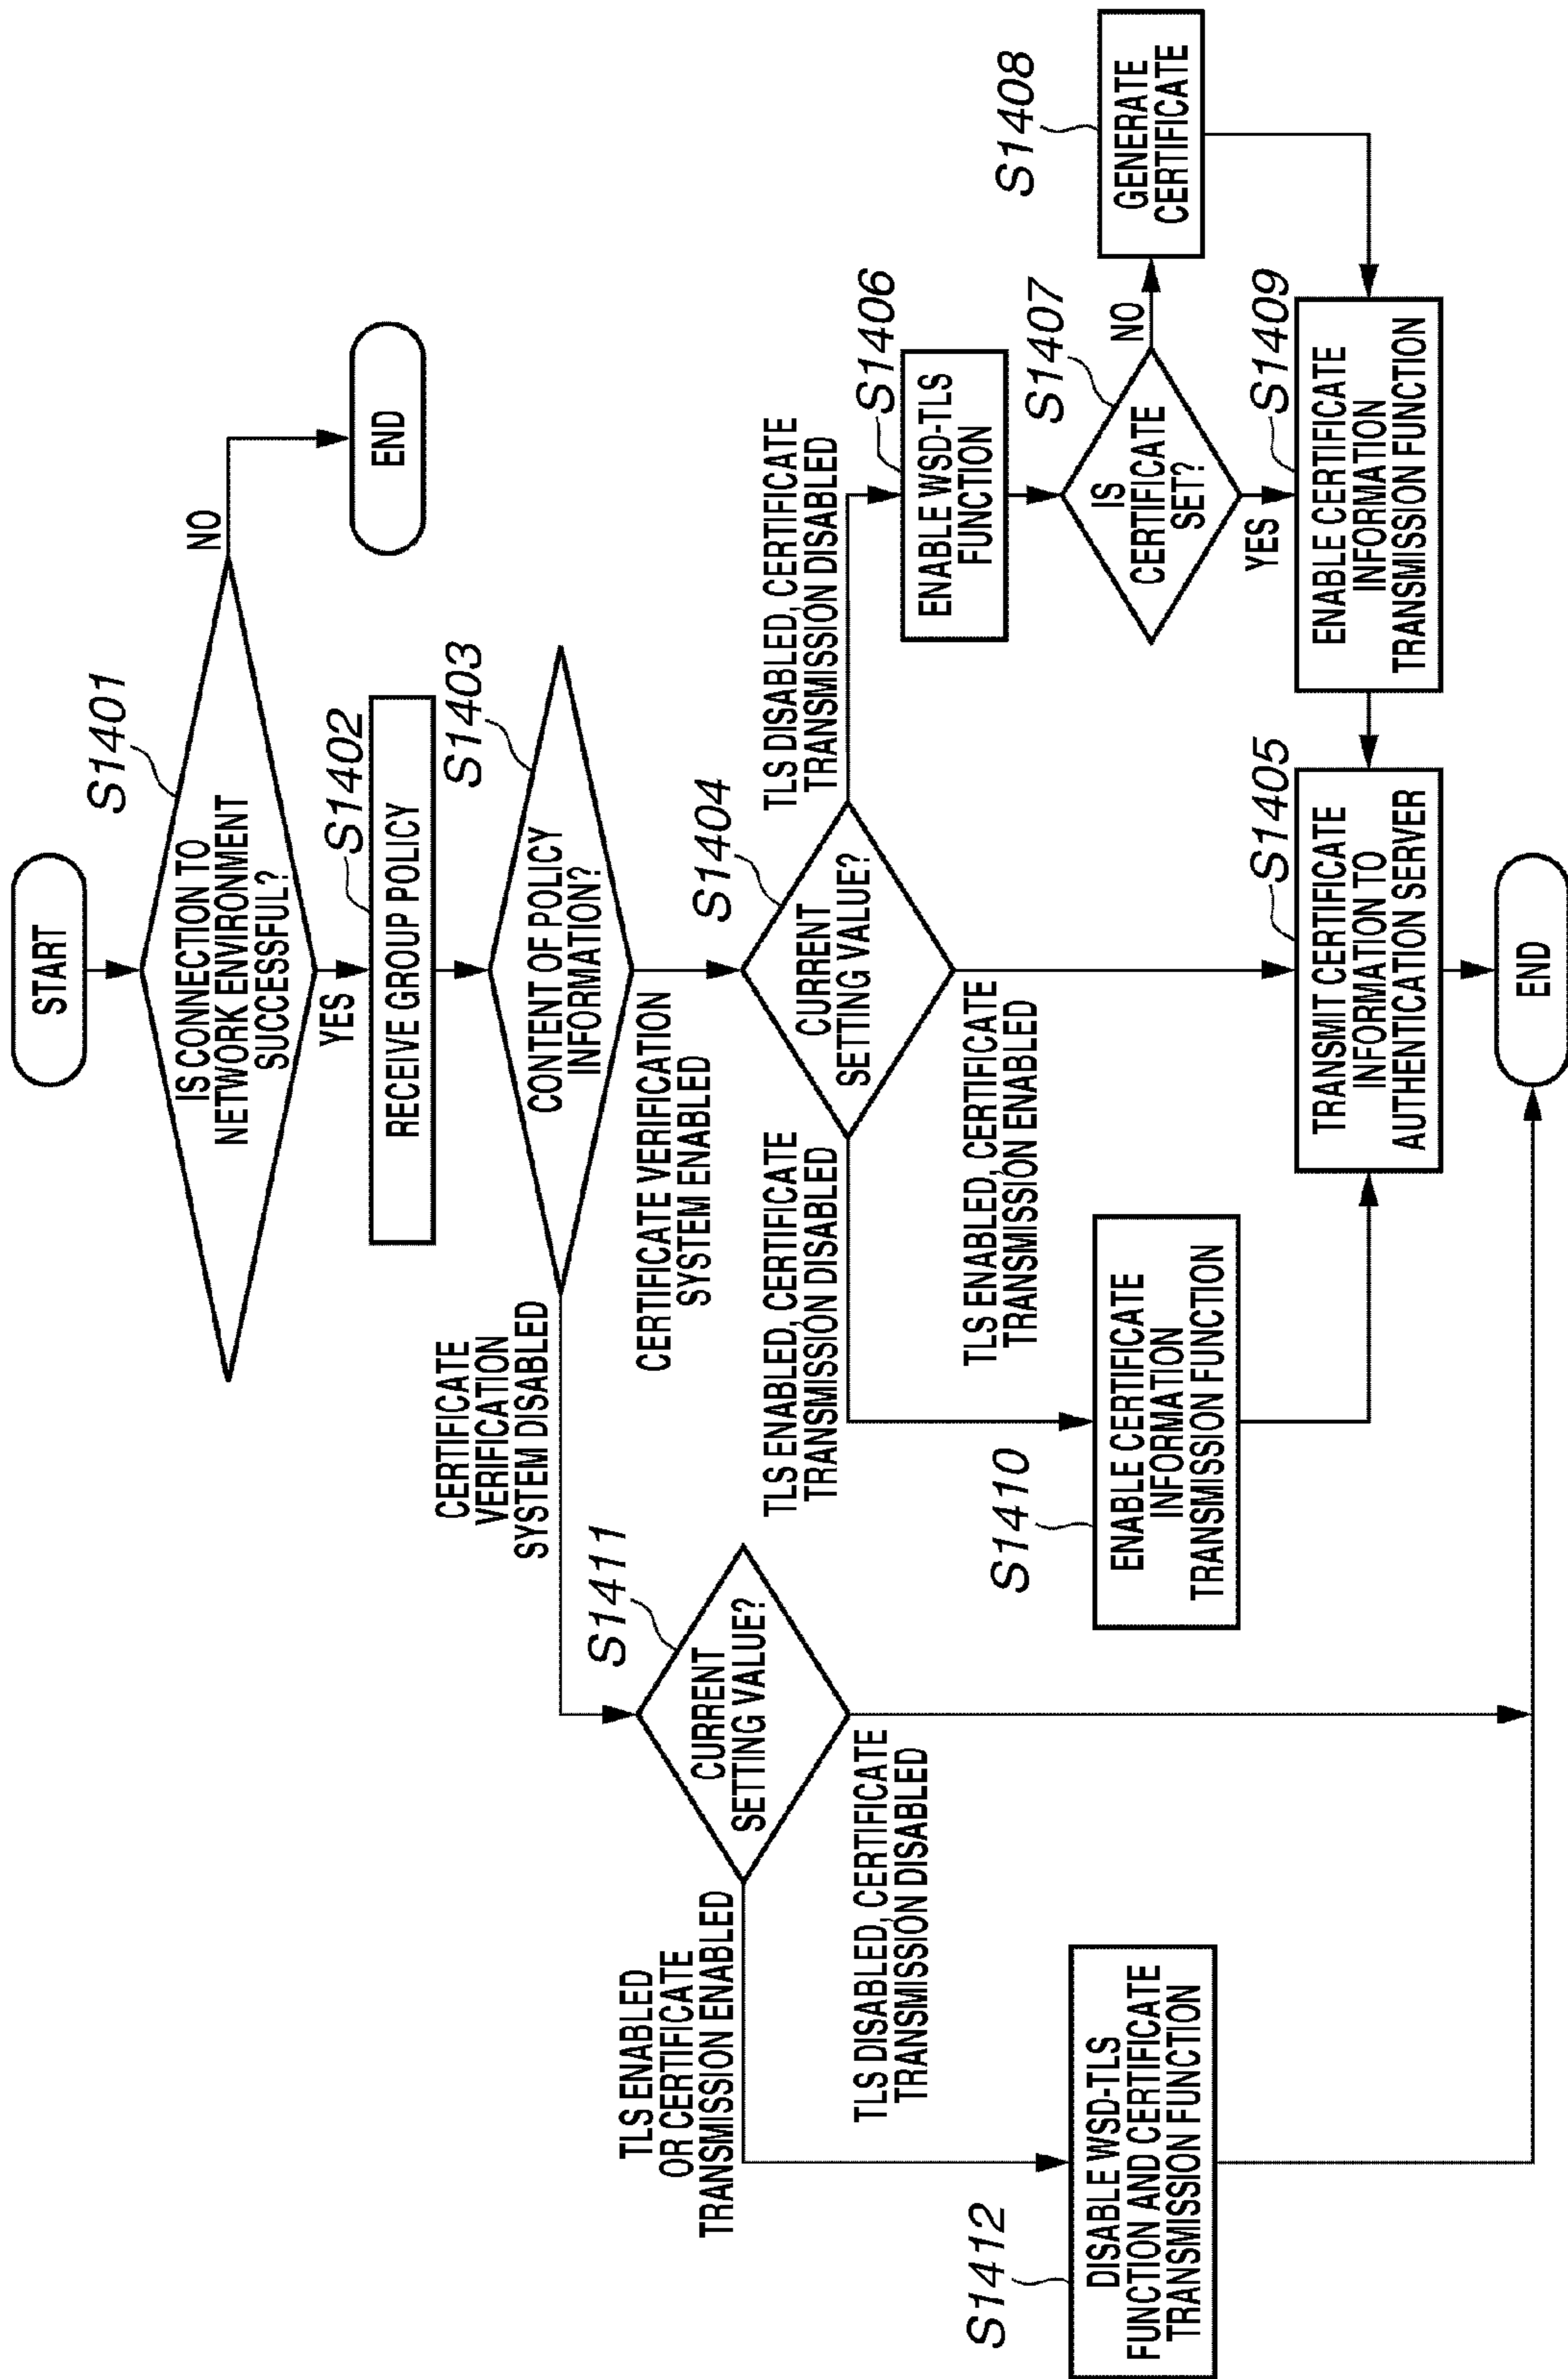 START
S1401
IS CONNECTION TO
NETWORK ENVIRONMENT
SUCCESSFUL?
NO
END
YES
S1402
RECEIVE GROUP POLICY
S1403
CONTENT OF POLICY
INFORMATION?
CERTIFICATE
VERIFICATION
SYSTEM DISABLED
CERTIFICATE VERIFICATION
SYSTEM ENABLED
S1411
CURRENT
SETTING VALUE?
S1404
CURRENT
SETTING VALUE?
TLS ENABLED
OR CERTIFICATE
TRANSMISSION ENABLED
TLS DISABLED, CERTIFICATE
TRANSMISSION DISABLED
TLS ENABLED, CERTIFICATE
TRANSMISSION DISABLED
TLS ENABLED, CERTIFICATE
TRANSMISSION ENABLED
TLS DISABLED, CERTIFICATE
TRANSMISSION DISABLED
S1406
ENABLE WSD-TLS
FUNCTION
S1407
IS
CERTIFICATE
SET?
NO
YES
S1408
GENERATE
CERTIFICATE
S1412
DISABLE WSD-TLS
FUNCTION AND CERTIFICATE
TRANSMISSION FUNCTION
S1410
ENABLE CERTIFICATE
INFORMATION
TRANSMISSION FUNCTION
S1405
TRANSMIT CERTIFICATE
INFORMATION TO
AUTHENTICATION SERVER
S1409
ENABLE CERTIFICATE
INFORMATION
TRANSMISSION FUNCTION
END